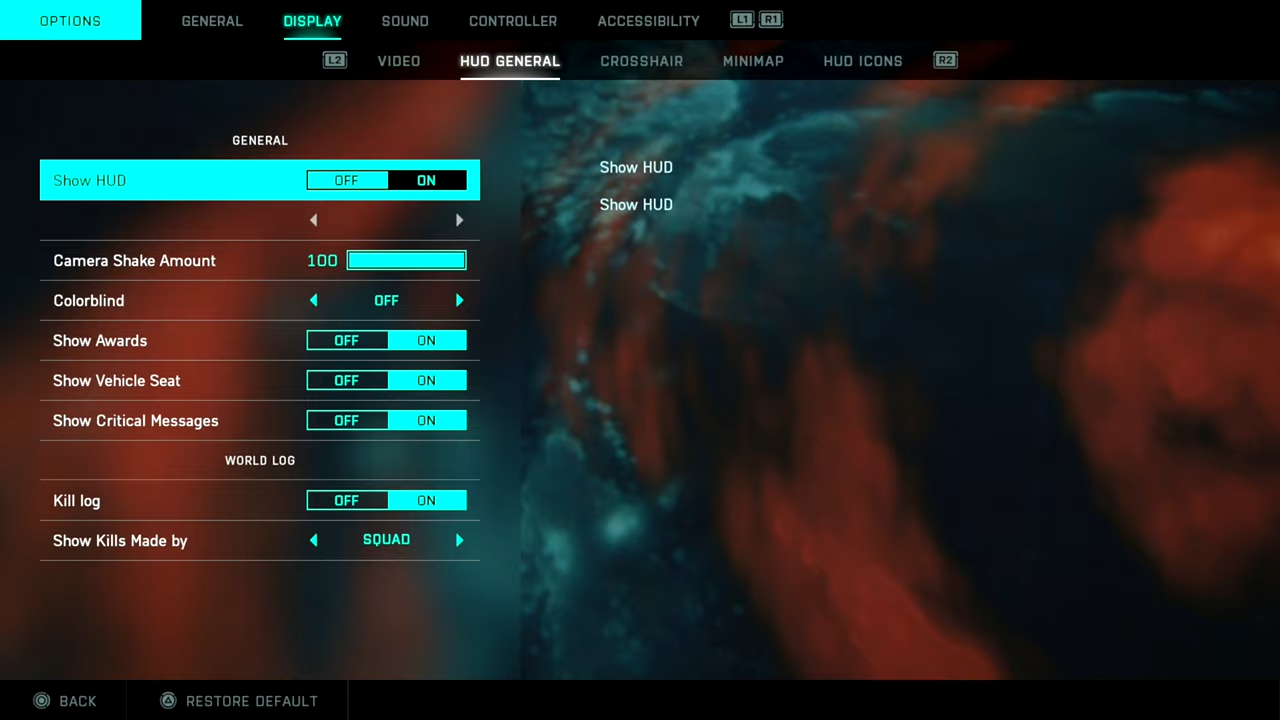 OPTIONS GENERAL DISPLAY SOUND CONTROLLER ACCESSIBILITY L1 R1
L2 VIDEO HUD GENERAL CROSSHAIR MINIMAP HUD ICONS R2
GENERAL
Show HUD OFF ON
Show HUD
Show HUD
Camera Shake Amount 100
Colorblind OFF
Show Awards OFF ON
Show Vehicle Seat OFF ON
Show Critical Messages OFF ON
WORLD LOG
Kill log OFF ON
Show Kills Made by SQUAD
BACK RESTORE DEFAULT